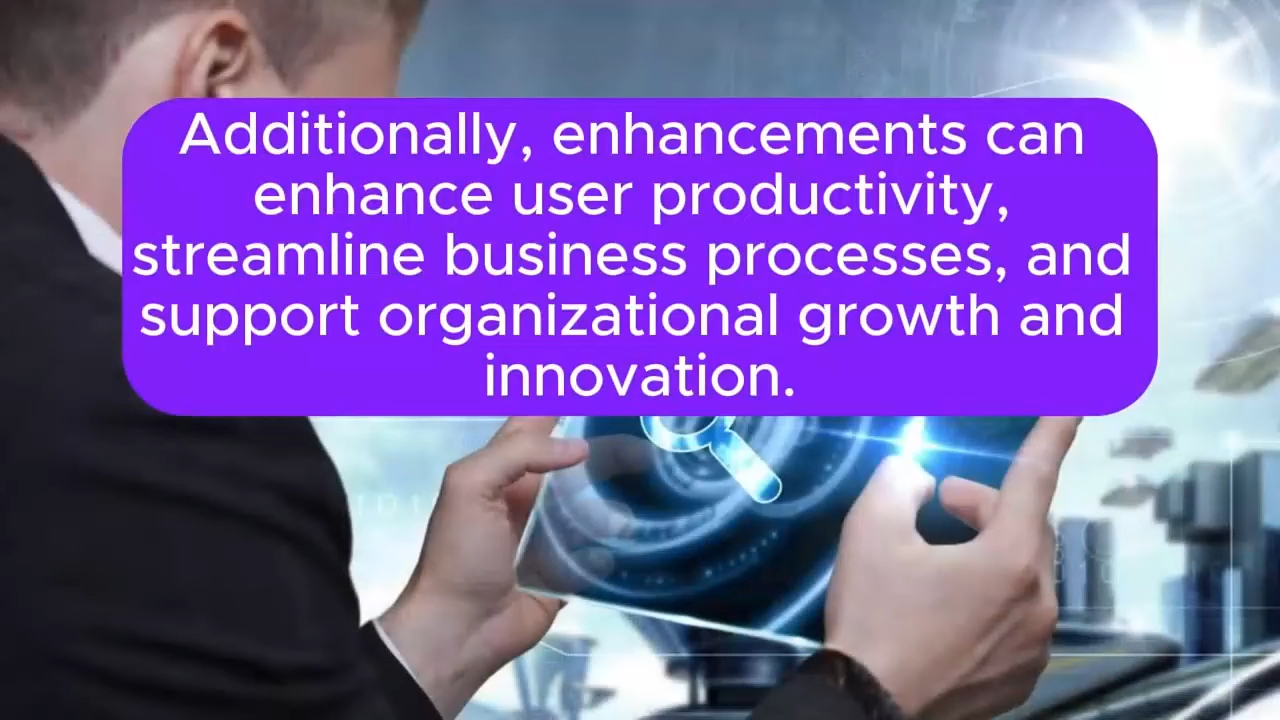 Additionally, enhancements can
enhance user productivity,
streamline business processes, and
support organizational growth and
innovation.